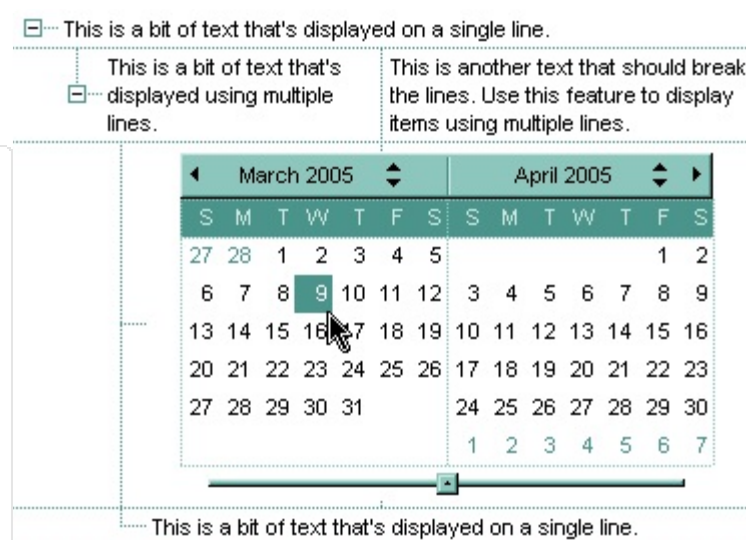 This is a bit of text that's displayed on a single line.
This is a bit of text that's
displayed using multiple
lines.
This is another text that should break
the lines. Use this feature to display
items using multiple lines.
March 2005 April 2005
S M T W T F S S M T W T F S
27 28 1 2 3 4 5 1 2
6 7 8 9 10 11 12 3 4 5 6 7 8 9
13 14 15 16 17 18 19 10 11 12 13 14 15 16
20 21 22 23 24 25 26 17 18 19 20 21 22 23
27 28 29 30 31 24 25 26 27 28 29 30
1 2 3 4 5 6 7
This is a bit of text that's displayed on a single line.